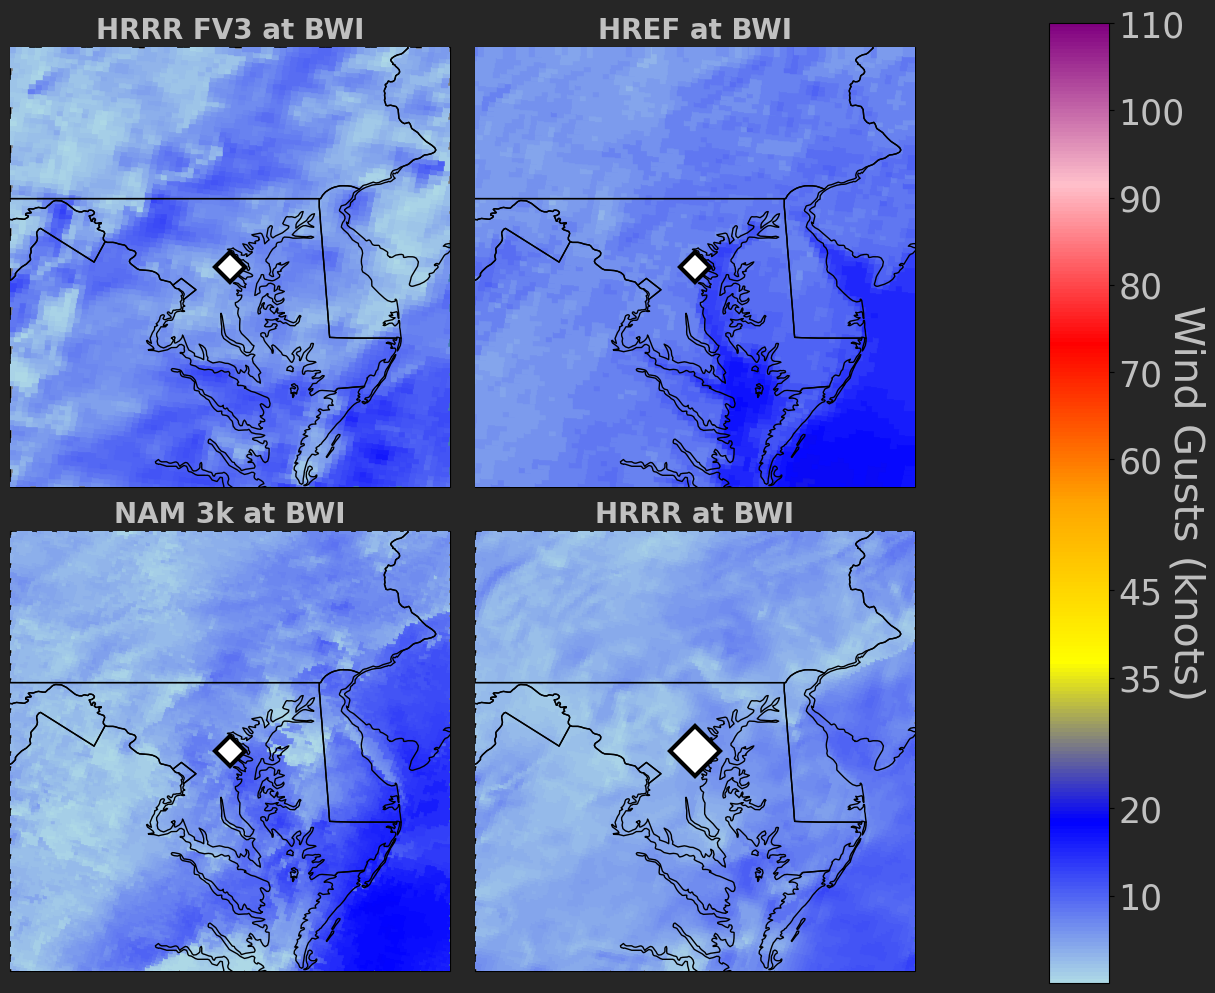 HRRR FV3 at BWI
HREF at BWI
NAM 3k at BWI
HRRR at BWI
110
100
90
80
70
60
45
35
20
10
Wind Gusts (knots)